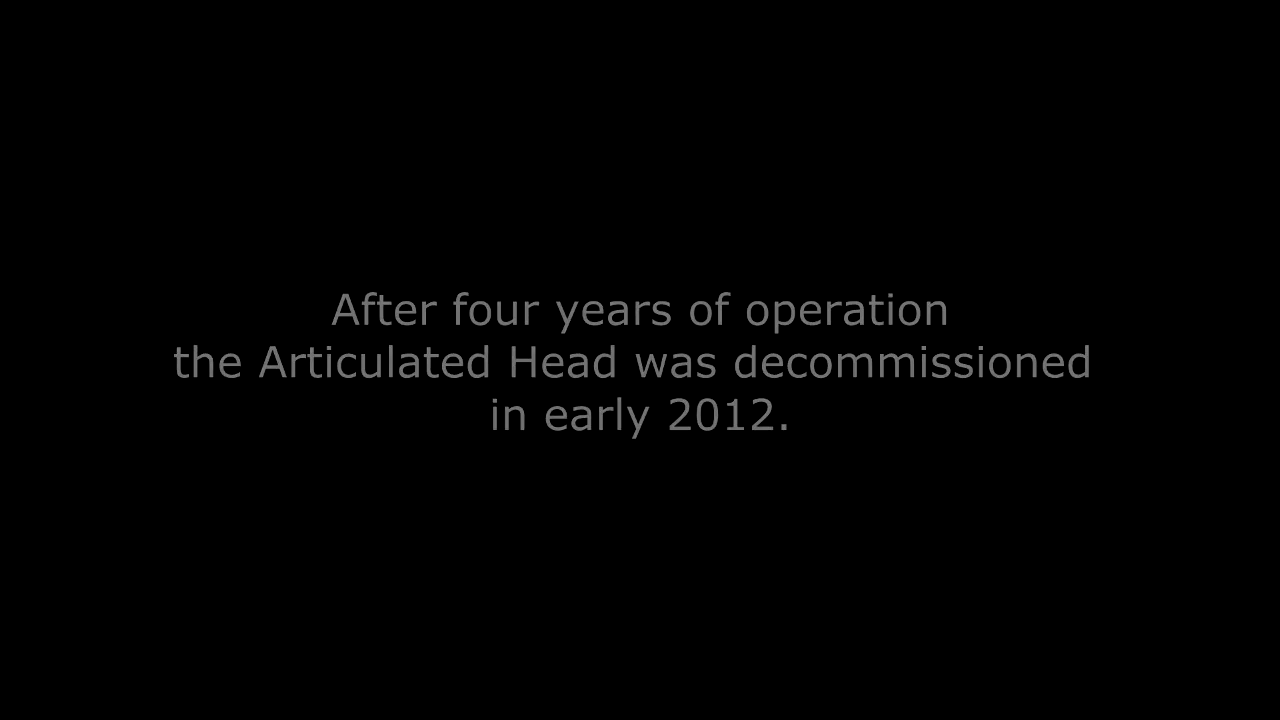 After four years of operation
the Articulated Head was decommissioned
in early 2012.